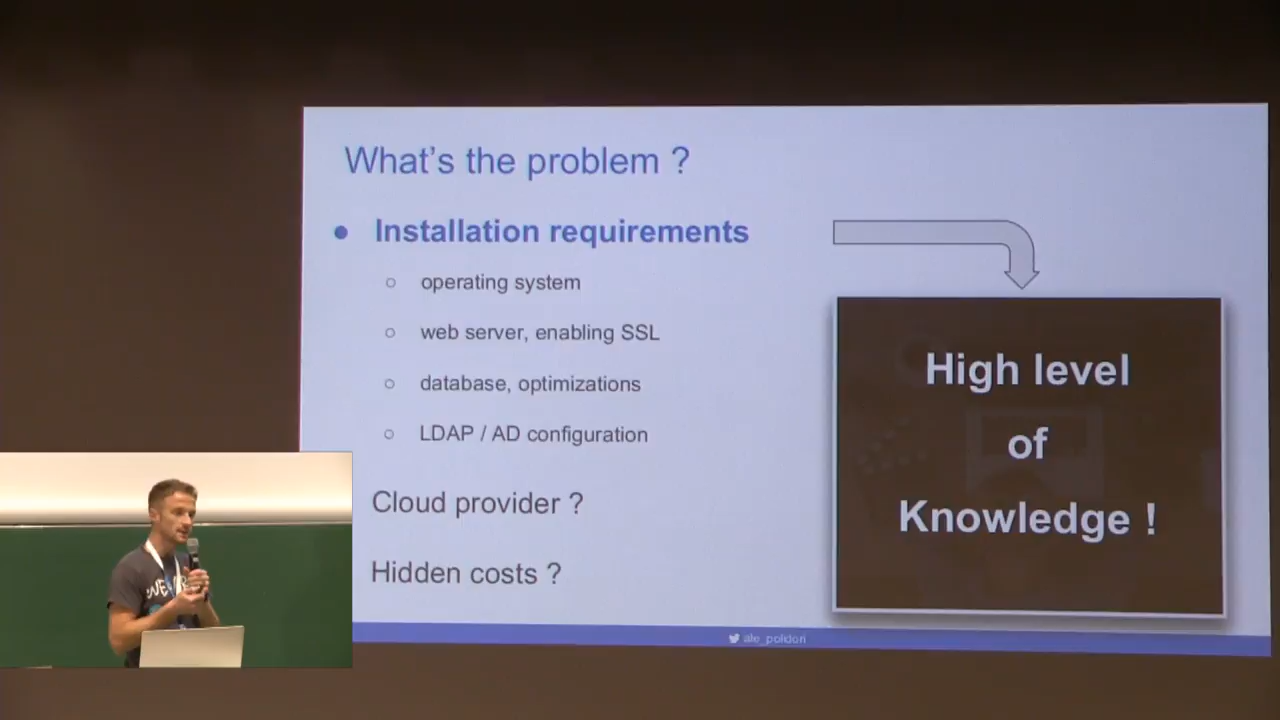 What's the problem ?
Installation requirements
operating system
web server, enabling SSL
database, optimizations
LDAP / AD configuration
Cloud provider ?
Hidden costs ?
High level
of
Knowledge !
ale_polidori